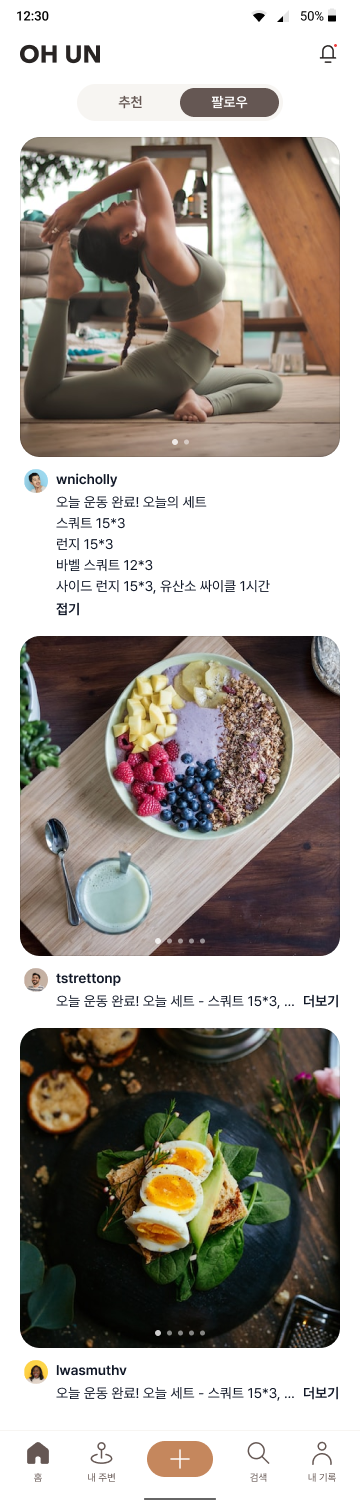 12:30
50%
OH UN
추천
팔로우
wnicholly
오늘 운동 완료! 오늘의 세트
스쿼트 15*3
런지 15*3
바벨 스쿼트 12*3
사이드 런지 15*3, 유산소 싸이클 1시간
접기
tstrettonp
오늘 운동 완료! 오늘 세트 - 스쿼트 15*3, ... 더보기
lwasmuthv
오늘 운동 완료! 오늘 세트 - 스쿼트 15*3, ... 더보기
홈
내 주변
검색
내 기록